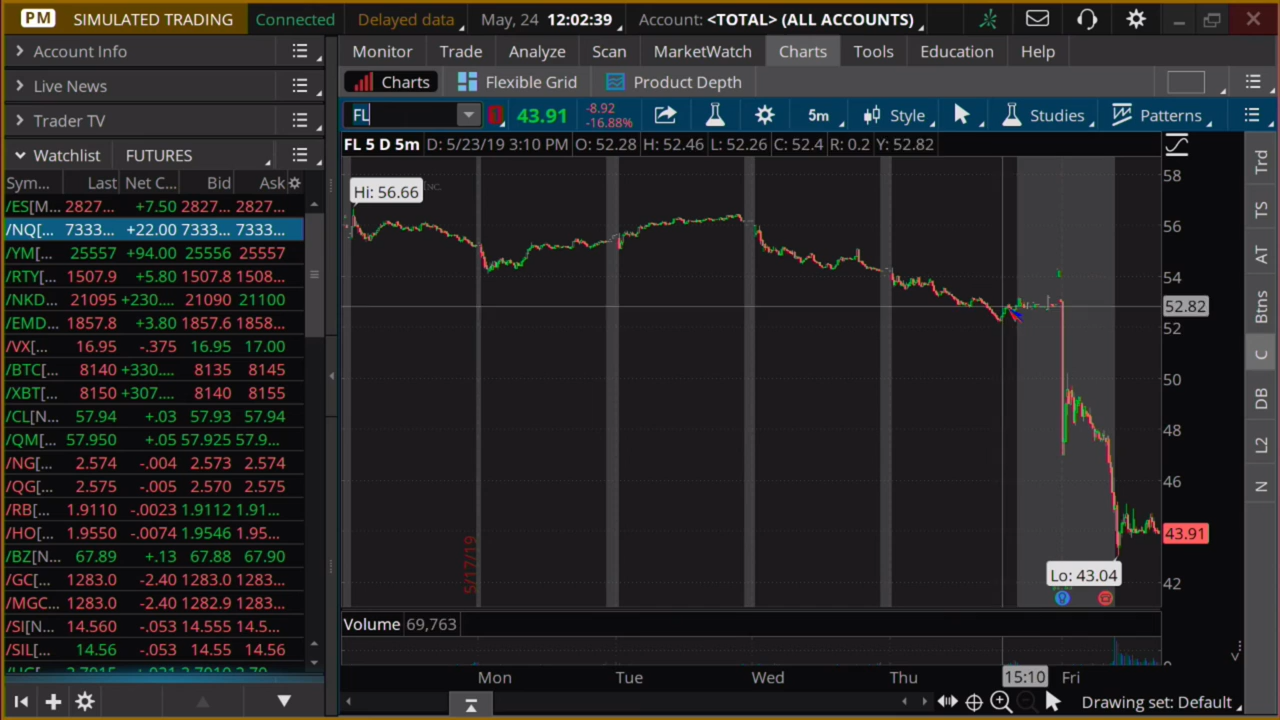 PM SIMULATED TRADING Connected Delayed data May, 24 12:02:39 Account: <TOTAL> (ALL ACCOUNTS)
Account Info
Live News
Trader TV
Watchlist FUTURES
Sym... Last Net C... Bid Ask
/ES[M... 2827... +7.50 2827... 2827...
/NQ[... 7333... +22.00 7333... 7333...
/YM[... 25557 +94.00 25556 25557
/RTY[... 1507.9 +5.80 1507.8 1508...
/NKD... 21095 +230.... 21090 21100
/EMD... 1857.8 +3.80 1857.6 1858...
/VX[... 16.95 -.375 16.95 17.00
/BTC[... 8140 +330.... 8135 8145
/XBT[... 8150 +307.... 8140 8155
/CL[N... 57.94 +.03 57.93 57.94
/QM[... 57.950 +.05 57.925 57.9...
/NG[... 2.574 -.004 2.573 2.574
/QG[... 2.575 -.005 2.570 2.575
/RB[... 1.9110 -.0023 1.9112 1.91...
/HO[... 1.9550 -.0074 1.9546 1.95...
/BZ[N... 67.89 +.13 67.88 67.90
/GC[... 1283.0 -2.40 1283.0 1283...
/MGC... 1283.0 -2.40 1282.9 1283...
/SI[N... 14.560 -.053 14.555 14.5...
/SIL[... 14.56 -.053 14.55 14.56
Monitor Trade Analyze Scan MarketWatch Charts Tools Education Help
Charts Flexible Grid Product Depth
FL 43.91 -8.92 5m Style Studies Patterns
-16.88%
FL 5 D 5m D: 5/23/19 3:10 PM O: 52.28 H: 52.46 L: 52.26 C: 52.4 R: 0.2 Y: 52.82
Hi: 56.66
58
56
54
52.82
52
50
48
46
43.91
Lo: 43.04
42
5/17/19
Volume 69,763
Mon Tue Wed Thu 15:10 Fri
Drawing set: Default
Trd
TS
AT
Btns
C
DB
L2
N